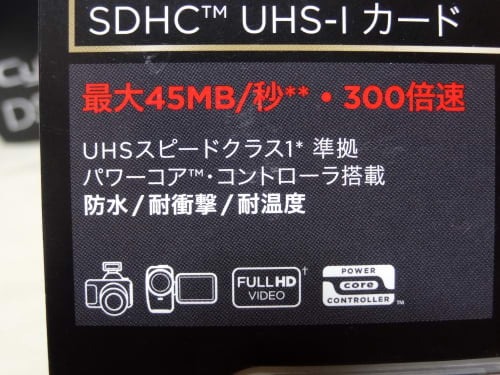 SDHC™ UHS-I カード
最大45MB/秒**・300倍速
UHSスピードクラス1* 準拠
パワーコア™・コントローラ搭載
防水/耐衝撃/耐温度
FULL HD†
VIDEO
POWER
core
CONTROLLER™